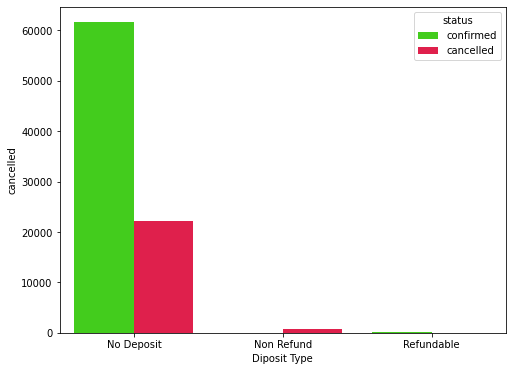 status
confirmed
cancelled
60000
50000
40000
30000
20000
10000
0
cancelled
No Deposit
Non Refund
Refundable
Diposit Type